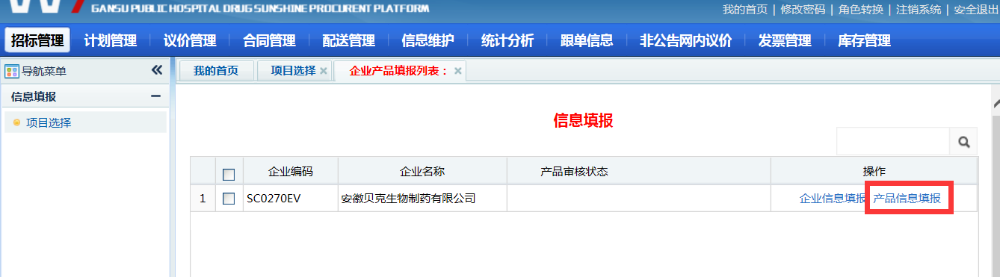 GANSU PUBLIC HOSPITAL DRUG SUNSHINE PROCURENT PLATFORM
我的首页 | 修改密码 | 角色转换 | 注销系统 | 安全退出
招标管理 计划管理 议价管理 合同管理 配送管理 信息维护 统计分析 跟单信息 非公告网内议价 发票管理 库存管理
导航菜单
我的首页 项目选择 企业产品填报列表：
信息填报
项目选择
信息填报
企业编码 企业名称 产品审核状态 操作
1 SC0270EV 安徽贝克生物制药有限公司 企业信息填报 产品信息填报